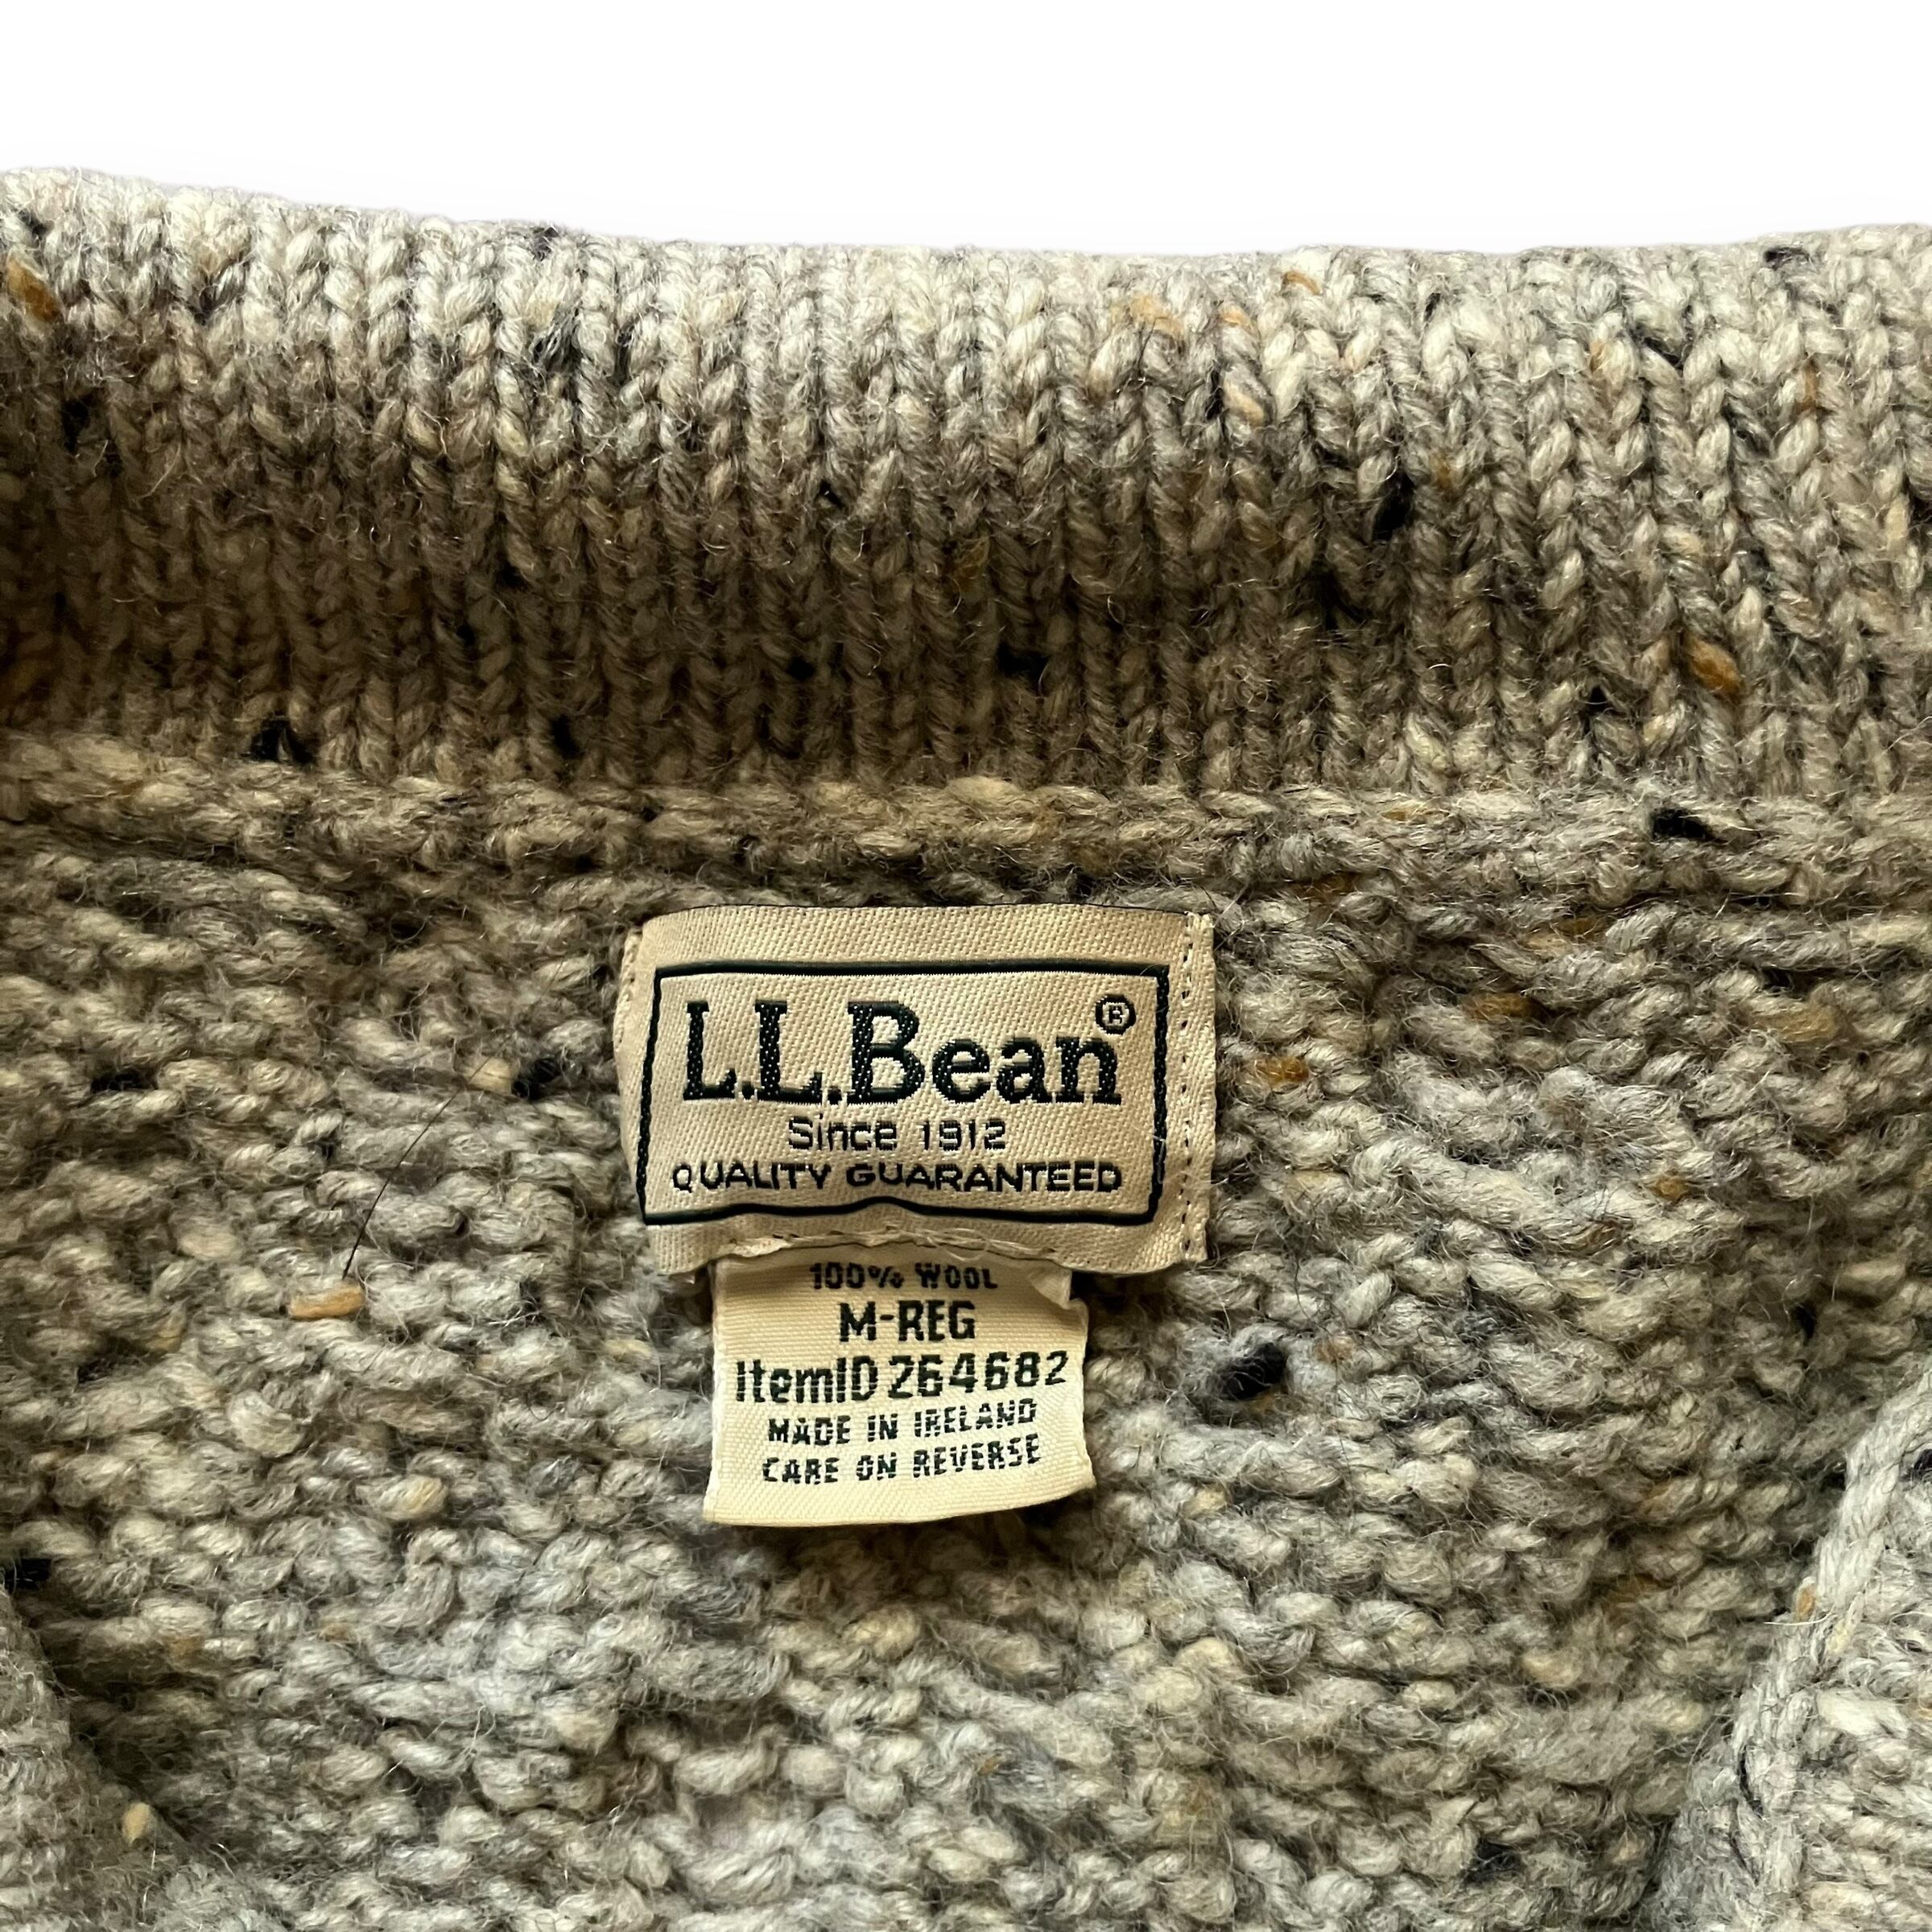 L.L.Bean®
Since 1912
QUALITY GUARANTEED
100% WOOL
M-REG
ItemID 264682
MADE IN IRELAND
CARE ON REVERSE